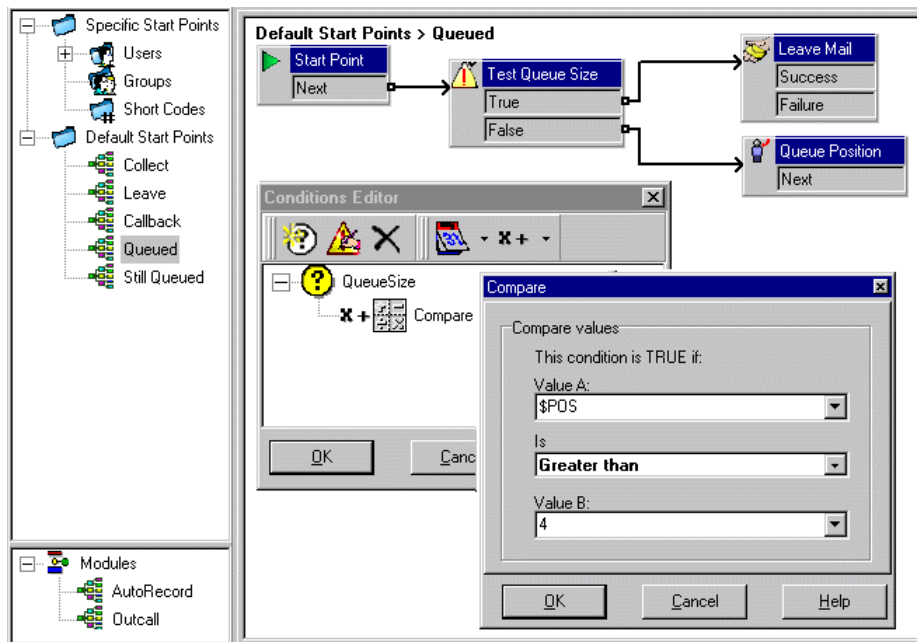 Specific Start Points
Users
Groups
Short Codes
Default Start Points
Collect
Leave
Callback
Queued
Still Queued
Modules
AutoRecord
Outcall
Default Start Points > Queued
Start Point
Next
Test Queue Size
True
False
Leave Mail
Success
Failure
Queue Position
Next
Conditions Editor
x +
QueueSize
x + Compare
OK
Canc
Compare
Compare values
This condition is TRUE if:
Value A:
$POS
Is
Greater than
Value B:
4
OK
Cancel
Help